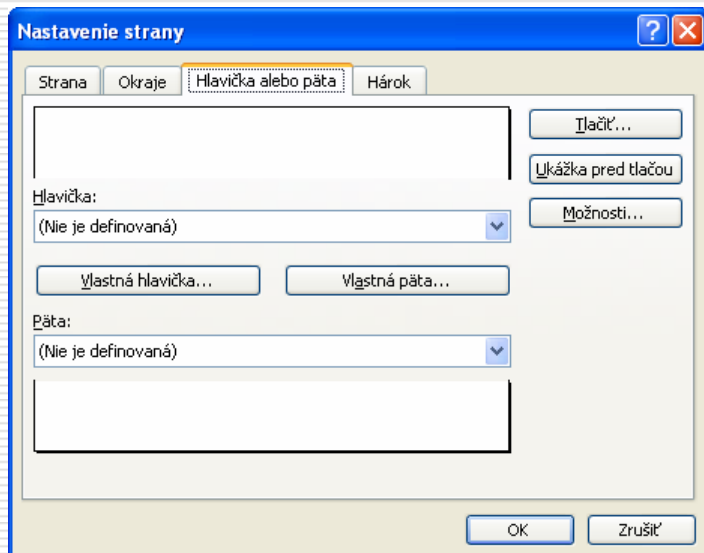 Nastavenie strany
Strana Okraje Hlavička alebo päta Hárok
Tlačiť...
Ukážka pred tlačou
Hlavička:
Možnosti...
(Nie je definovaná)
Vlastná hlavička... Vlastná päta...
Päta:
(Nie je definovaná)
OK Zrušiť